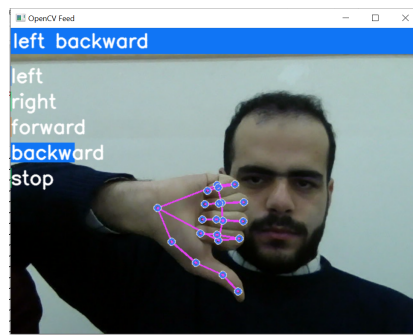 OpenCV Feed
left backward
left
right
forward
backward
stop